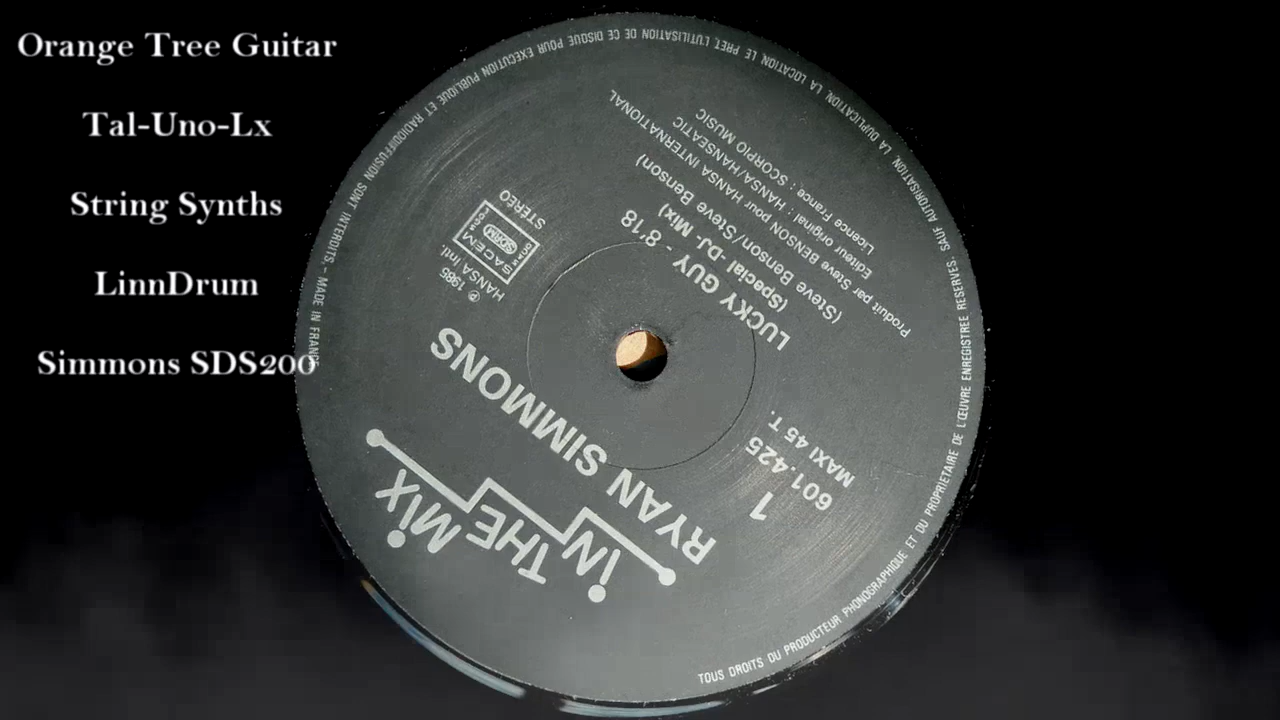 Orange Tree Guitar
Tal-Uno-Lx
String Synths
LinnDrum
Simmons SDS200
iN THE MiX
RYAN SIMMONS
1
601.425
MAXI 45 T.
℗ 1985
HANSA Intl.
SACEM
SDRM
STÉRÉO
LUCKY GUY - 8'18
(Special -DJ. Mix)
(Steve Benson/Steve Benson)
Produit par Steve BENSON pour HANSA INTERNATIONAL
Editeur original : HANSA/HANSEATIC
Licence France : SCORPIO MUSIC
TOUS DROITS DU PRODUCTEUR PHONOGRAPHIQUE ET DU PROPRIETAIRE DE L'ŒUVRE ENREGISTREE RESERVES. SAUF AUTORISATION, LA DUPLICATION, LA LOCATION, LE PRET, L'UTILISATION DE CE DISQUE POUR EXECUTION PUBLIQUE ET RADIODIFFUSION SONT INTERDITS. - MADE IN FRANCE